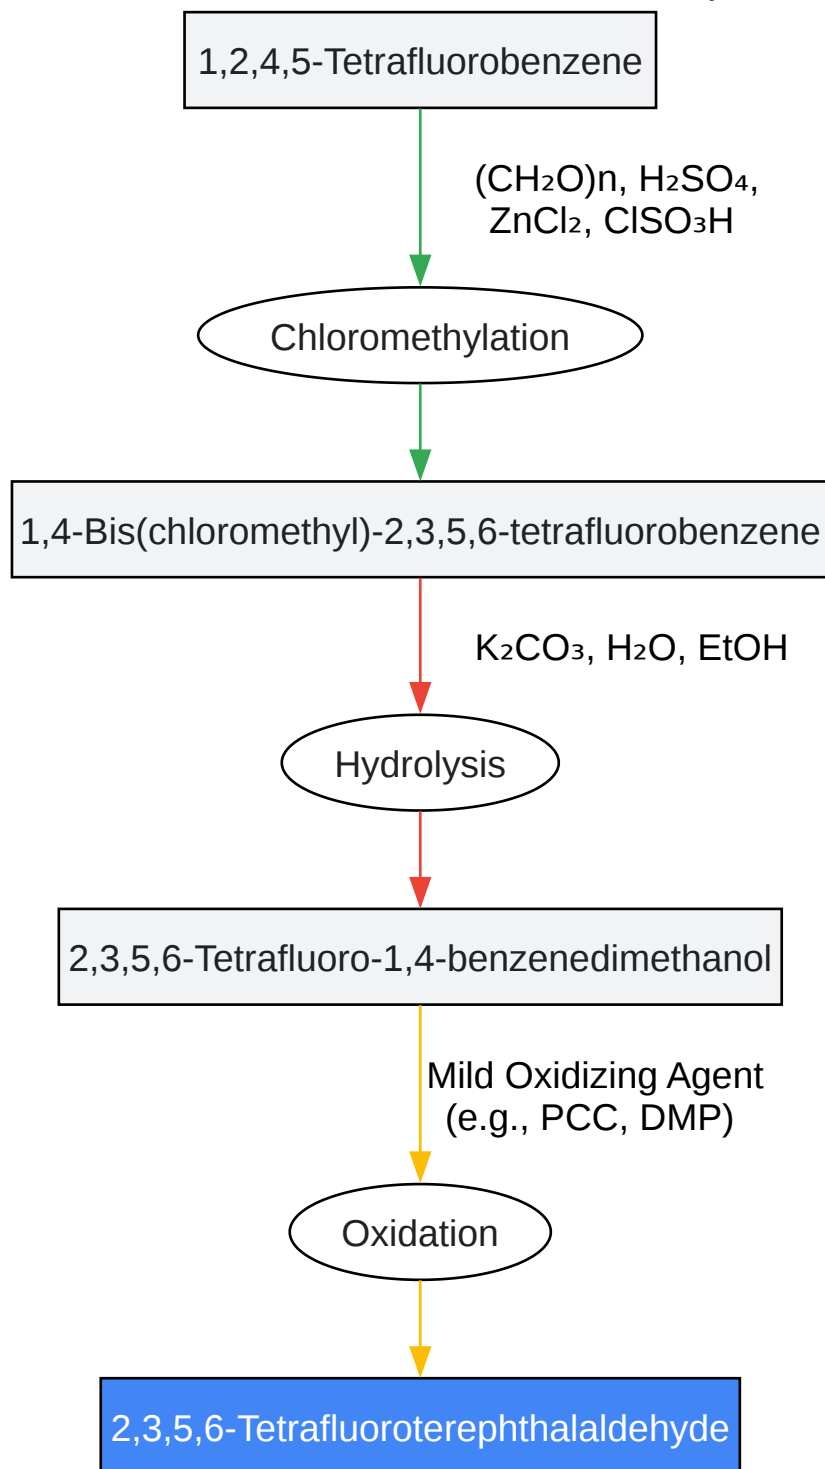 1,2,4,5-Tetrafluorobenzene
(CH₂O)n, H₂SO₄,
ZnCl₂, ClSO₃H
Chloromethylation
1,4-Bis(chloromethyl)-2,3,5,6-tetrafluorobenzene
K₂CO₃, H₂O, EtOH
Hydrolysis
2,3,5,6-Tetrafluoro-1,4-benzenedimethanol
Mild Oxidizing Agent
(e.g., PCC, DMP)
Oxidation
2,3,5,6-Tetrafluoroterephthalaldehyde